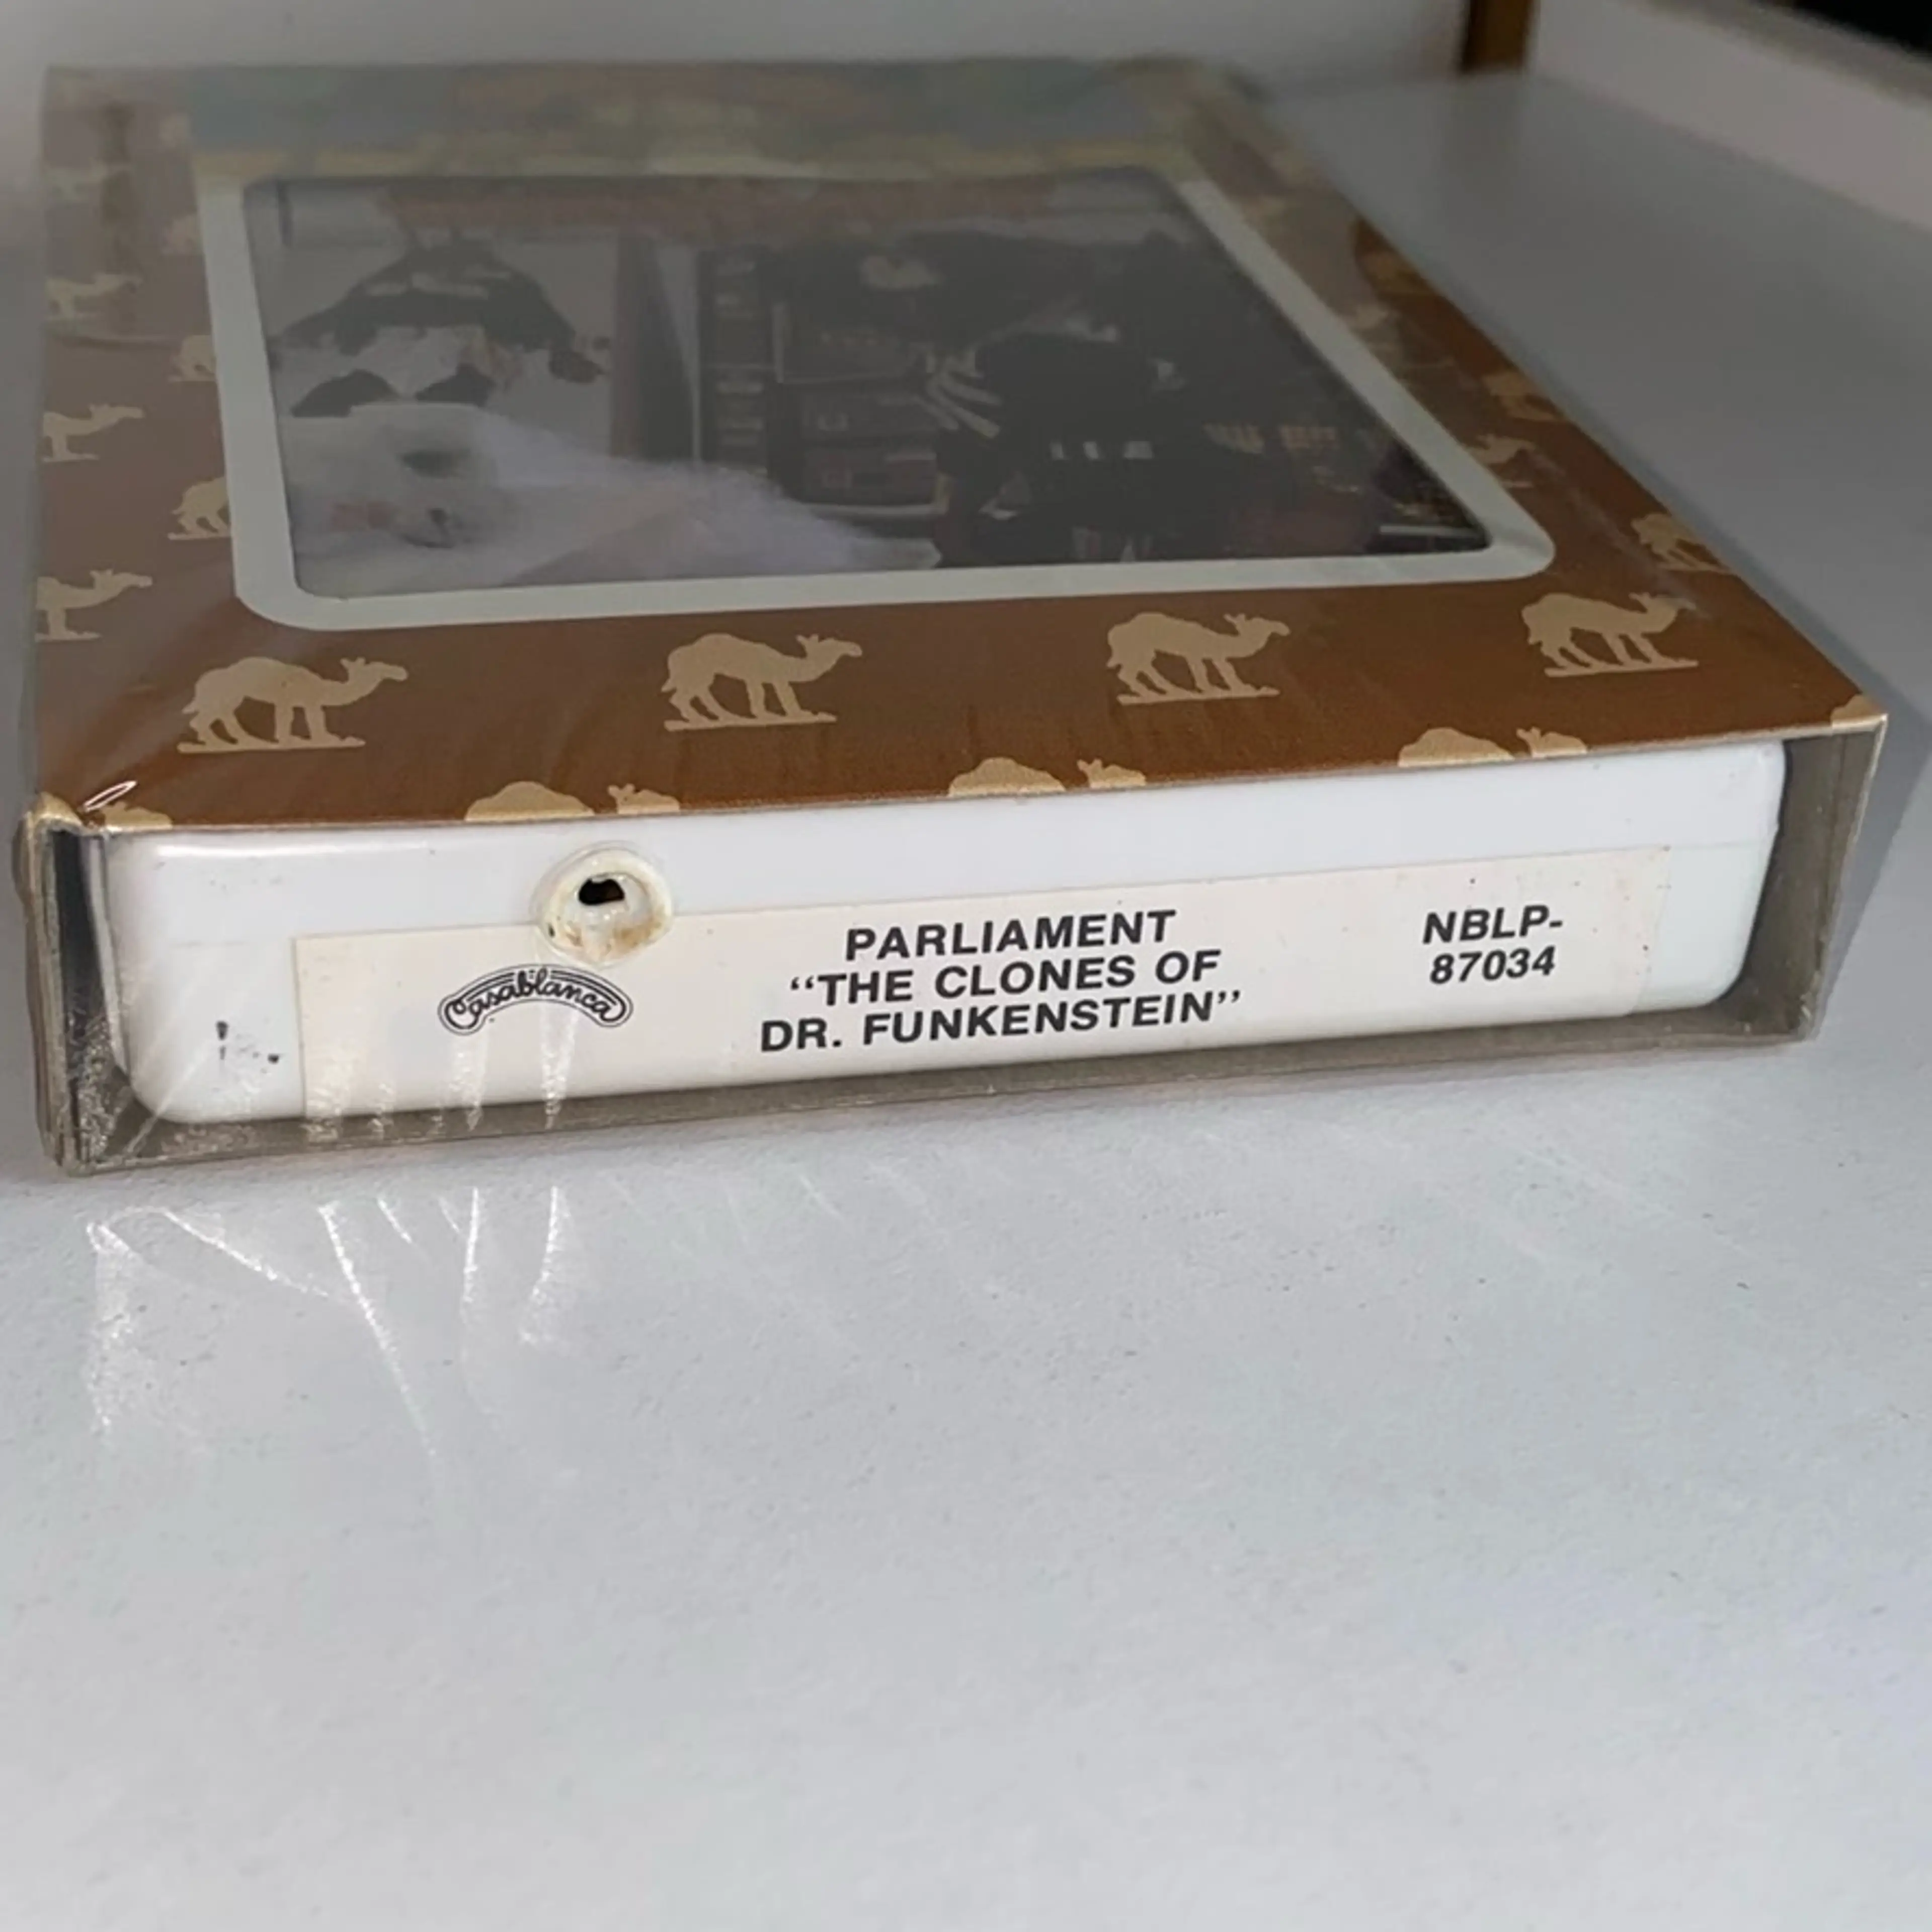 Casablanca
PARLIAMENT
“THE CLONES OF
DR. FUNKENSTEIN”
NBLP-
87034